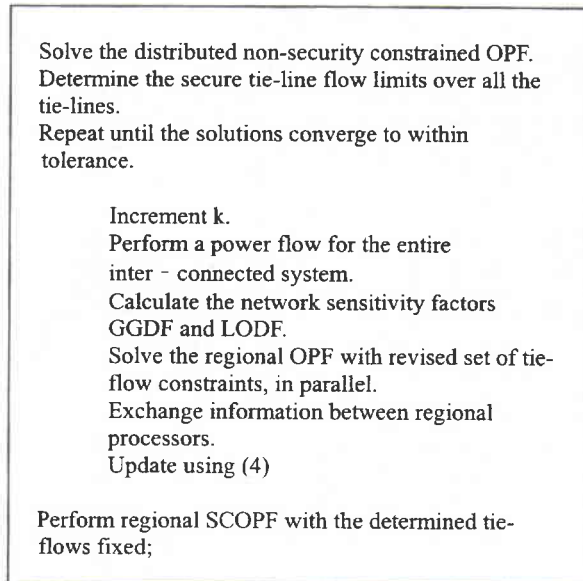 Solve the distributed non-security constrained OPF.
Determine the secure tie-line flow limits over all the
tie-lines.
Repeat until the solutions converge to within
tolerance.
Increment k.
Perform a power flow for the entire
inter - connected system.
Calculate the network sensitivity factors
GGDF and LODF.
Solve the regional OPF with revised set of tie-
flow constraints, in parallel.
Exchange information between regional
processors.
Update using (4)
Perform regional SCOPF with the determined tie-
flows fixed;